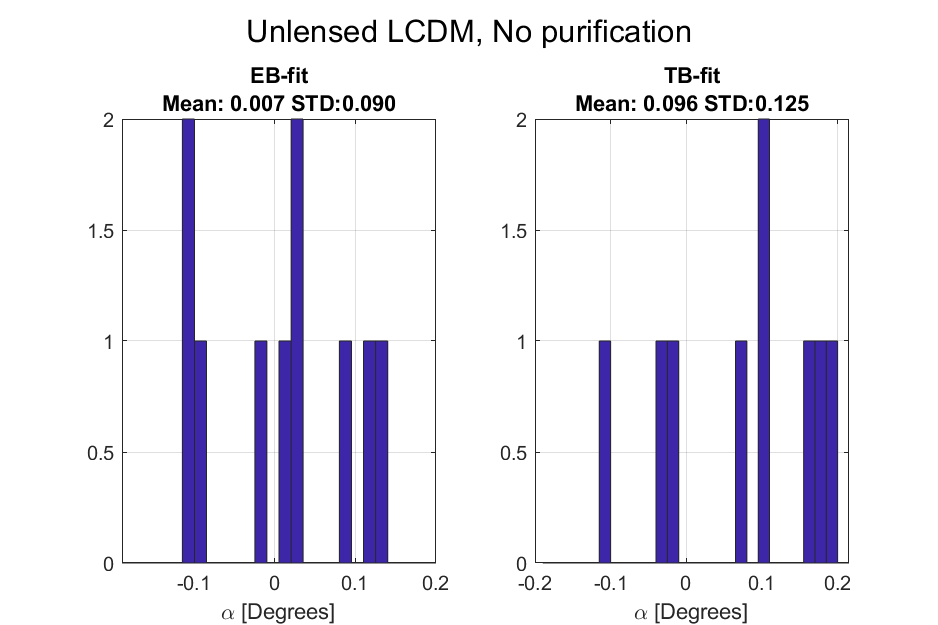 Unlensed LCDM, No purification
EB-fit
Mean: 0.007 STD:0.090
2
1.5
1
0.5
0
-0.1
0
0.1
0.2
α [Degrees]
TB-fit
Mean: 0.096 STD:0.125
2
1.5
1
0.5
0
-0.2
-0.1
0
0.1
0.2
α [Degrees]